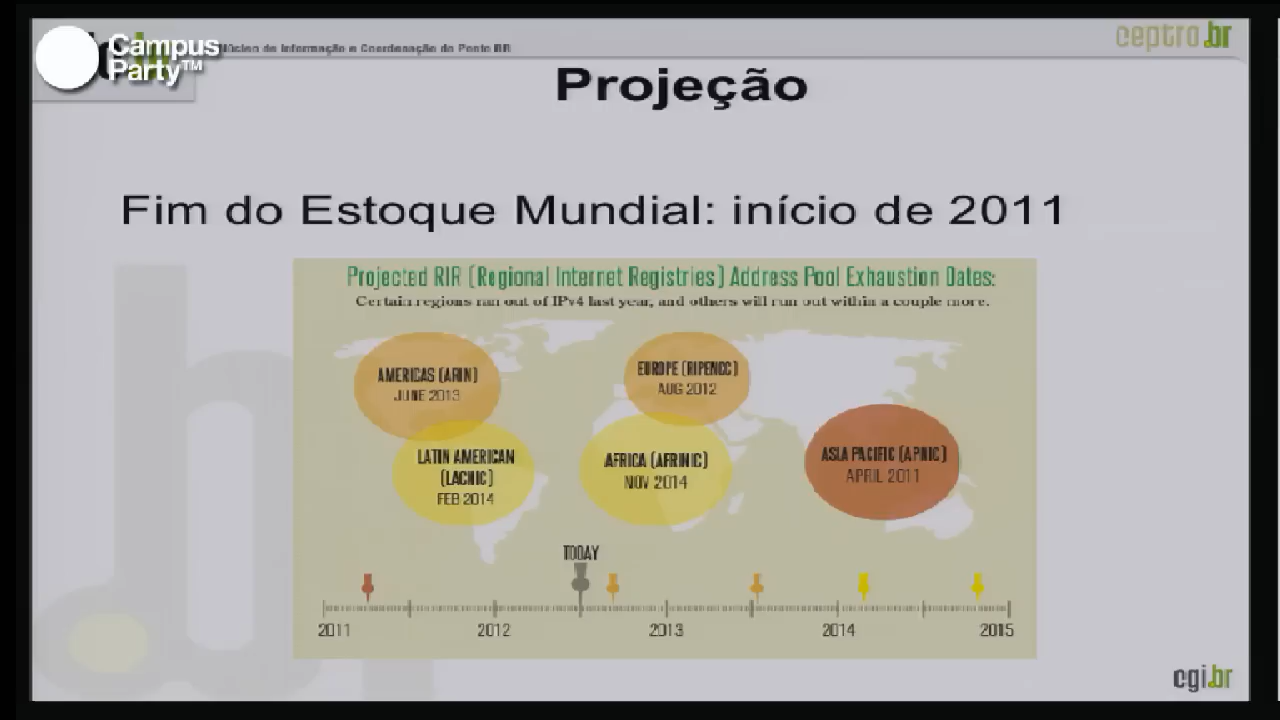 Campus
Party™
Núcleo de Informação e Coordenação do Ponto BR
ceptro.br
Projeção
Fim do Estoque Mundial: início de 2011
Projected RIR (Regional Internet Registries) Address Pool Exhaustion Dates:
Certain regions ran out of IPv4 last year, and others will run out within a couple more.
AMERICAS (ARIN)
JUNE 2013
EUROPE (RIPENCC)
AUG 2012
LATIN AMERICAN
(LACNIC)
FEB 2014
AFRICA (AFRINIC)
NOV 2014
ASIA PACIFIC (APNIC)
APRIL 2011
TODAY
2011
2012
2013
2014
2015
cgi.br